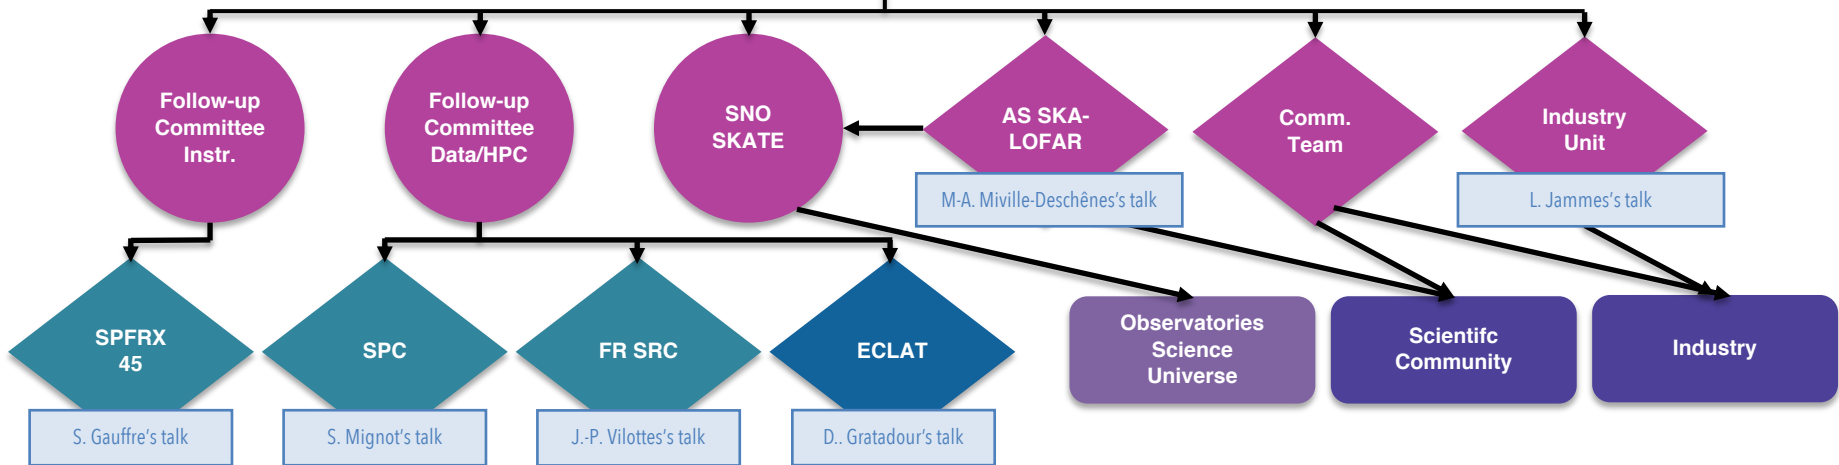 Follow-up
Committee
Instr.
Follow-up
Committee
Data/HPC
SNO
SKATE
AS SKA-
LOFAR
Comm.
Team
Industry
Unit
M-A. Miville-Deschênes's talk
L. Jammes's talk
SPFRX
45
SPC
FR SRC
ECLAT
Observatories
Science
Universe
Scientifc
Community
Industry
S. Gauffre's talk
S. Mignot's talk
J.-P. Vilottes's talk
D.. Gratadour's talk